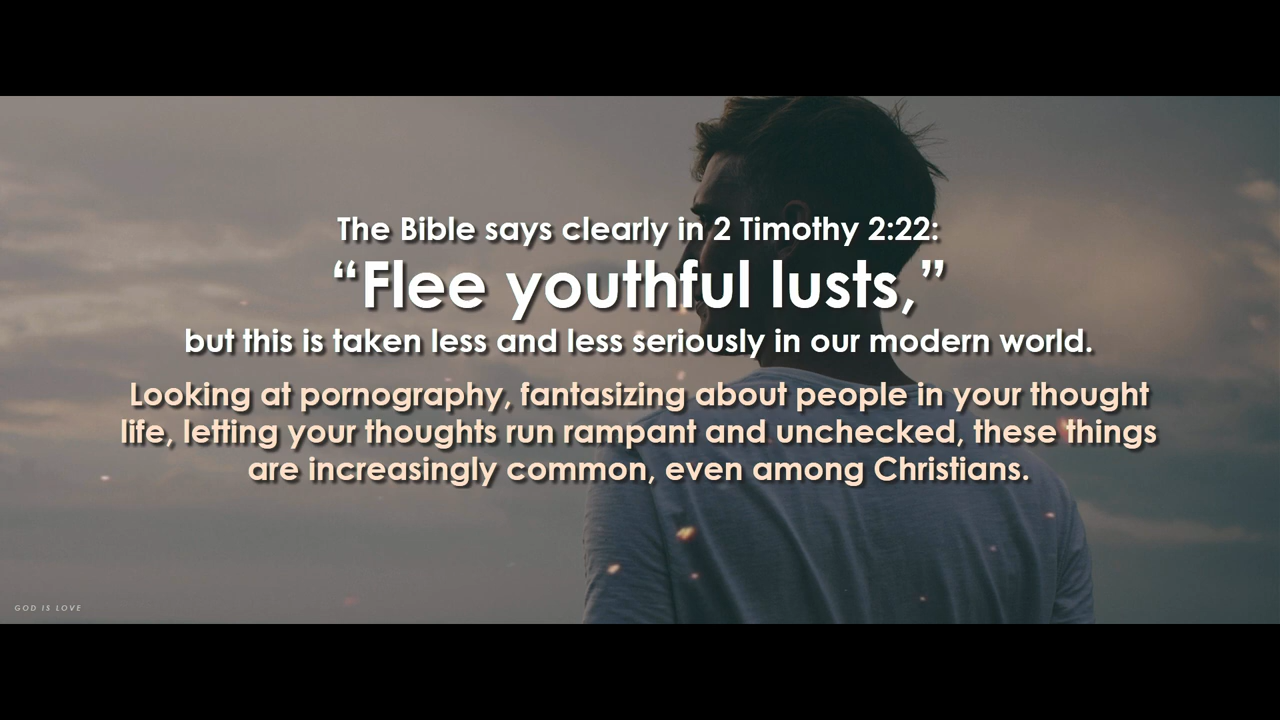 The Bible says clearly in 2 Timothy 2:22:
“Flee youthful lusts,”
but this is taken less and less seriously in our modern world.
Looking at pornography, fantasizing about people in your thought
life, letting your thoughts run rampant and unchecked, these things
are increasingly common, even among Christians.
GOD IS LOVE